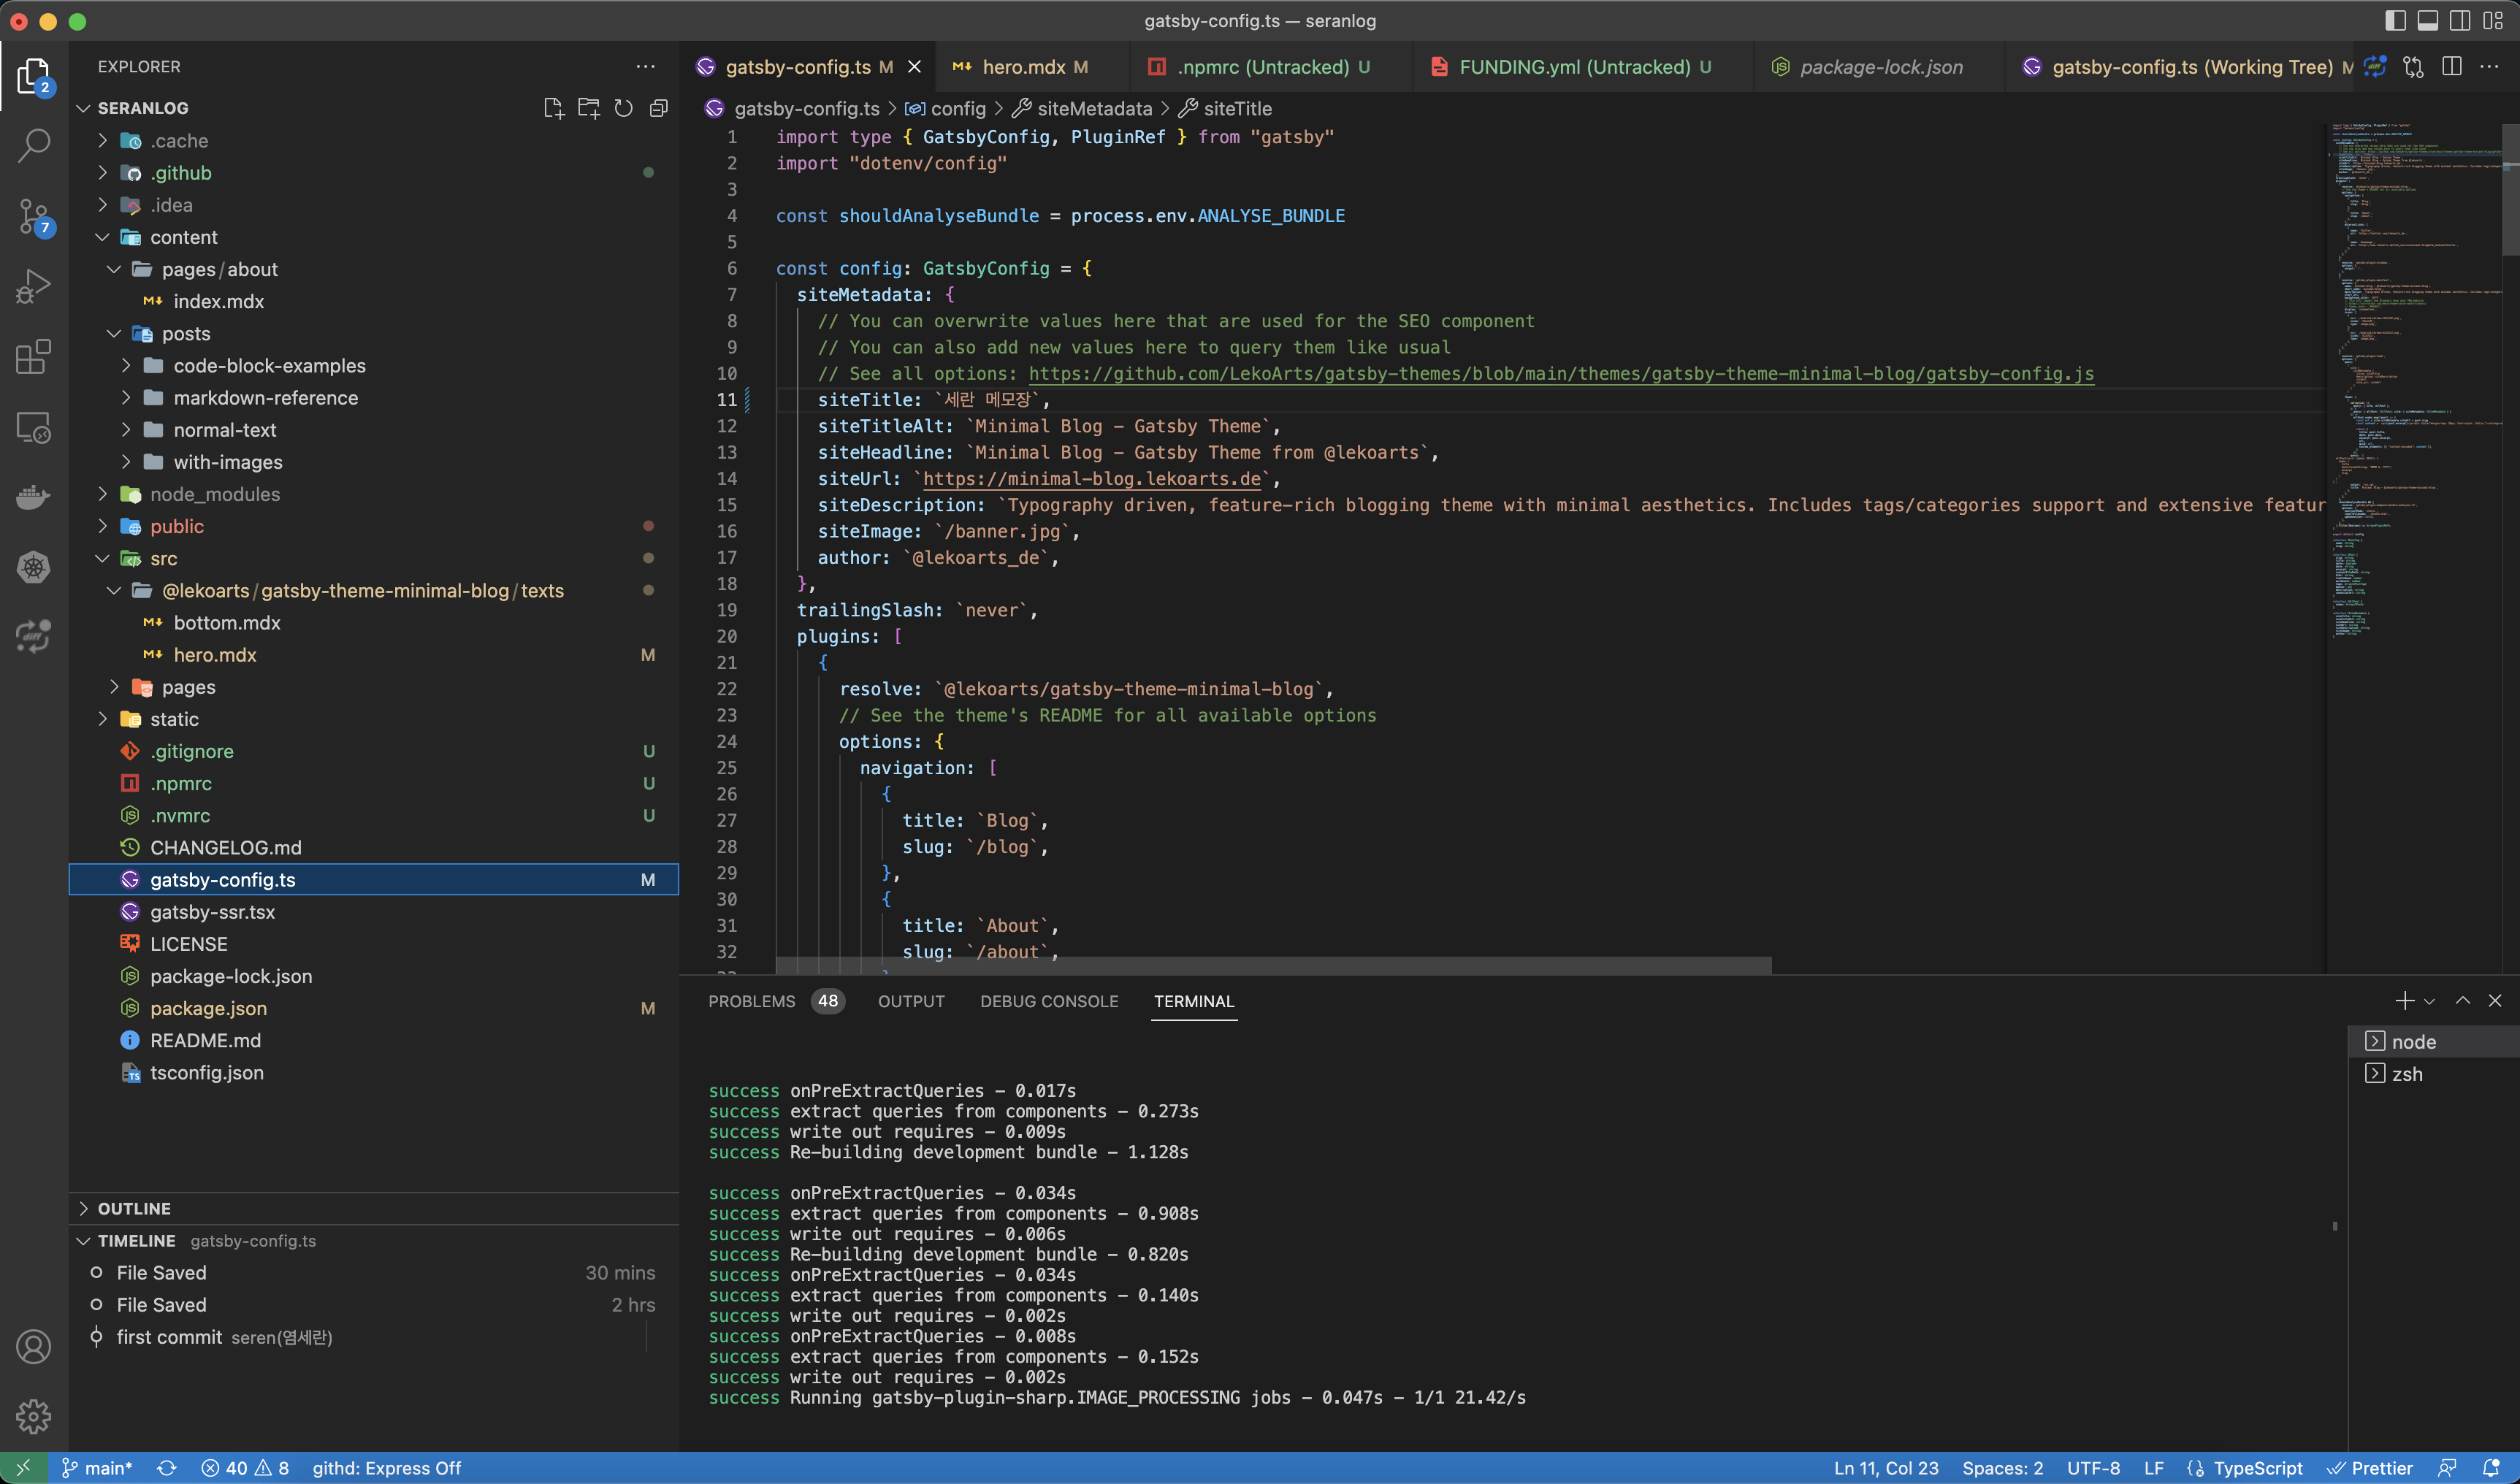 gatsby-config.ts — seranlog
EXPLORER
SERANLOG
.cache
.github
.idea
content
pages/about
index.mdx
posts
code-block-examples
markdown-reference
normal-text
with-images
node_modules
public
src
@lekoarts/gatsby-theme-minimal-blog/texts
bottom.mdx
hero.mdx M
pages
static
.gitignore U
.npmrc U
.nvmrc U
CHANGELOG.md
gatsby-config.ts M
gatsby-ssr.tsx
LICENSE
package-lock.json
package.json M
README.md
tsconfig.json
OUTLINE
TIMELINE gatsby-config.ts
File Saved 30 mins
File Saved 2 hrs
first commit seren(염세란)
2
7
gatsby-config.ts M
hero.mdx M
.npmrc (Untracked) U
FUNDING.yml (Untracked) U
package-lock.json
gatsby-config.ts (Working Tree) M
gatsby-config.ts > config > siteMetadata > siteTitle
1 import type { GatsbyConfig, PluginRef } from "gatsby"
2 import "dotenv/config"
3
4 const shouldAnalyseBundle = process.env.ANALYSE_BUNDLE
5
6 const config: GatsbyConfig = {
7 siteMetadata: {
8 // You can overwrite values here that are used for the SEO component
9 // You can also add new values here to query them like usual
10 // See all options: https://github.com/LekoArts/gatsby-themes/blob/main/themes/gatsby-theme-minimal-blog/gatsby-config.js
11 siteTitle: `세란 메모장`,
12 siteTitleAlt: `Minimal Blog - Gatsby Theme`,
13 siteHeadline: `Minimal Blog - Gatsby Theme from @lekoarts`,
14 siteUrl: `https://minimal-blog.lekoarts.de`,
15 siteDescription: `Typography driven, feature-rich blogging theme with minimal aesthetics. Includes tags/categories support and extensive featur
16 siteImage: `/banner.jpg`,
17 author: `@lekoarts_de`,
18 },
19 trailingSlash: `never`,
20 plugins: [
21 {
22 resolve: `@lekoarts/gatsby-theme-minimal-blog`,
23 // See the theme's README for all available options
24 options: {
25 navigation: [
26 {
27 title: `Blog`,
28 slug: `/blog`,
29 },
30 {
31 title: `About`,
32 slug: `/about`,
PROBLEMS 48 OUTPUT DEBUG CONSOLE TERMINAL
node
zsh
success onPreExtractQueries - 0.017s
success extract queries from components - 0.273s
success write out requires - 0.009s
success Re-building development bundle - 1.128s
success onPreExtractQueries - 0.034s
success extract queries from components - 0.908s
success write out requires - 0.006s
success Re-building development bundle - 0.820s
success onPreExtractQueries - 0.034s
success extract queries from components - 0.140s
success write out requires - 0.002s
success onPreExtractQueries - 0.008s
success extract queries from components - 0.152s
success write out requires - 0.002s
success Running gatsby-plugin-sharp.IMAGE_PROCESSING jobs - 0.047s - 1/1 21.42/s
main* 40 8 githd: Express Off Ln 11, Col 23 Spaces: 2 UTF-8 LF TypeScript Prettier